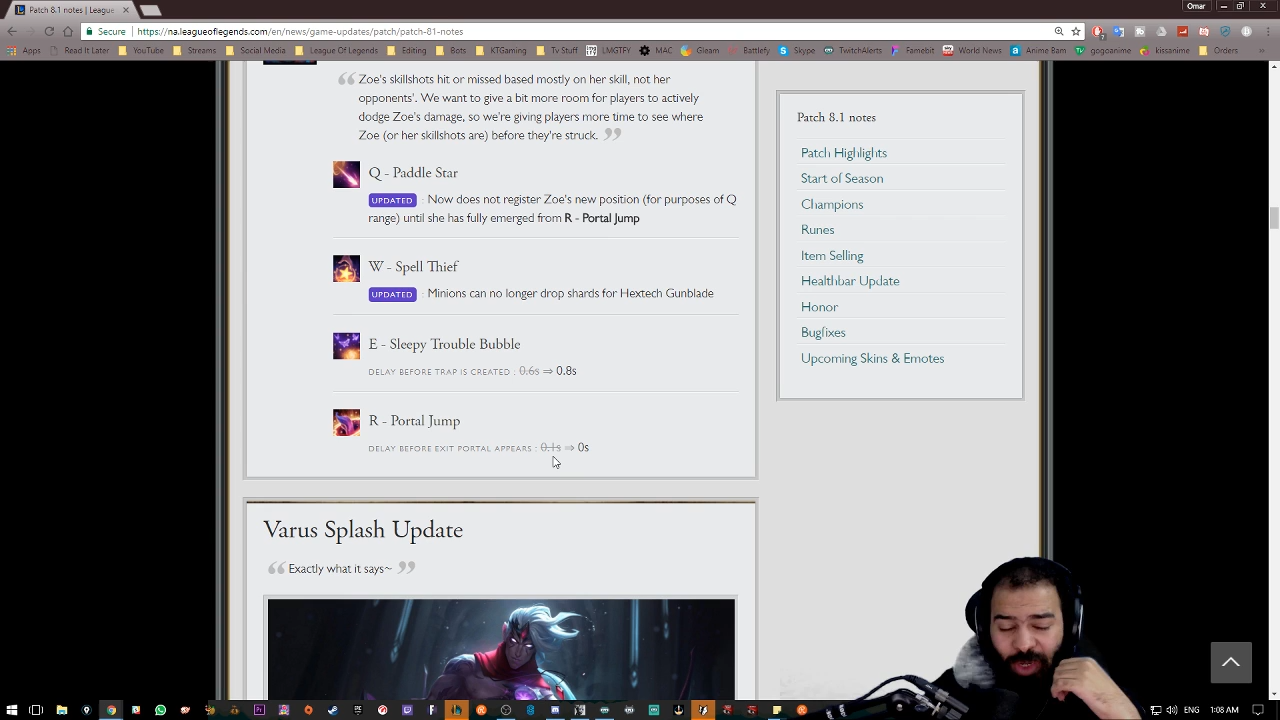 Patch 8.1 notes | League
Omar
Secure https://na.leagueoflegends.com/en/news/game-updates/patch/patch-81-notes
Apps Read It Later YouTube Streams Social Media League Of Legends Editing Bots KTGaming Tv Stuff LMGTFY MAC Gleam Battlefy Skype TwitchAlerts Famebit World News Anime Bam gogoanime kissanime Orders
Zoe's skillshots hit or missed based mostly on her skill, not her
opponents'. We want to give a bit more room for players to actively
dodge Zoe's damage, so we're giving players more time to see where
Zoe (or her skillshots are) before they're struck.
Q - Paddle Star
UPDATED : Now does not register Zoe's new position (for purposes of Q
range) until she has fully emerged from R - Portal Jump
W - Spell Thief
UPDATED : Minions can no longer drop shards for Hextech Gunblade
E - Sleepy Trouble Bubble
DELAY BEFORE TRAP IS CREATED : 0.6s ⇒ 0.8s
R - Portal Jump
DELAY BEFORE EXIT PORTAL APPEARS : 0.1s ⇒ 0s
Varus Splash Update
Exactly what it says~
Patch 8.1 notes
Patch Highlights
Start of Season
Champions
Runes
Item Selling
Healthbar Update
Honor
Bugfixes
Upcoming Skins & Emotes
ENG 1:08 AM